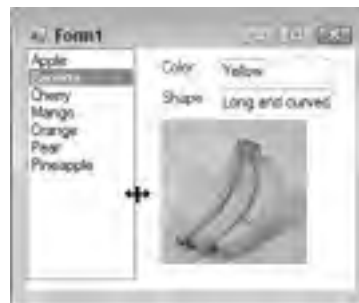 Form1
Apple
Banana
Cherry
Mango
Orange
Pear
Pineapple
Color Yellow
Shape Long and curved